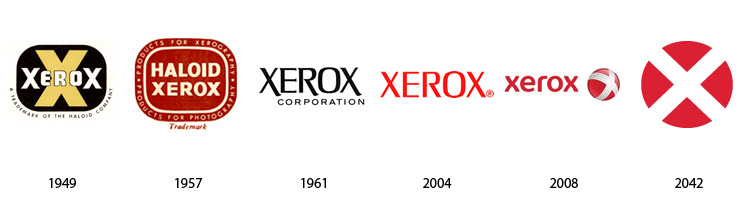 XEROX
A TRADEMARK OF THE HALOID COMPANY
PRODUCTS FOR XEROGRAPHY
HALOID
XEROX
PRODUCTS FOR PHOTOGRAPHY
Trademark
XEROX
CORPORATION
XEROX®
xerox
1949
1957
1961
2004
2008
2042